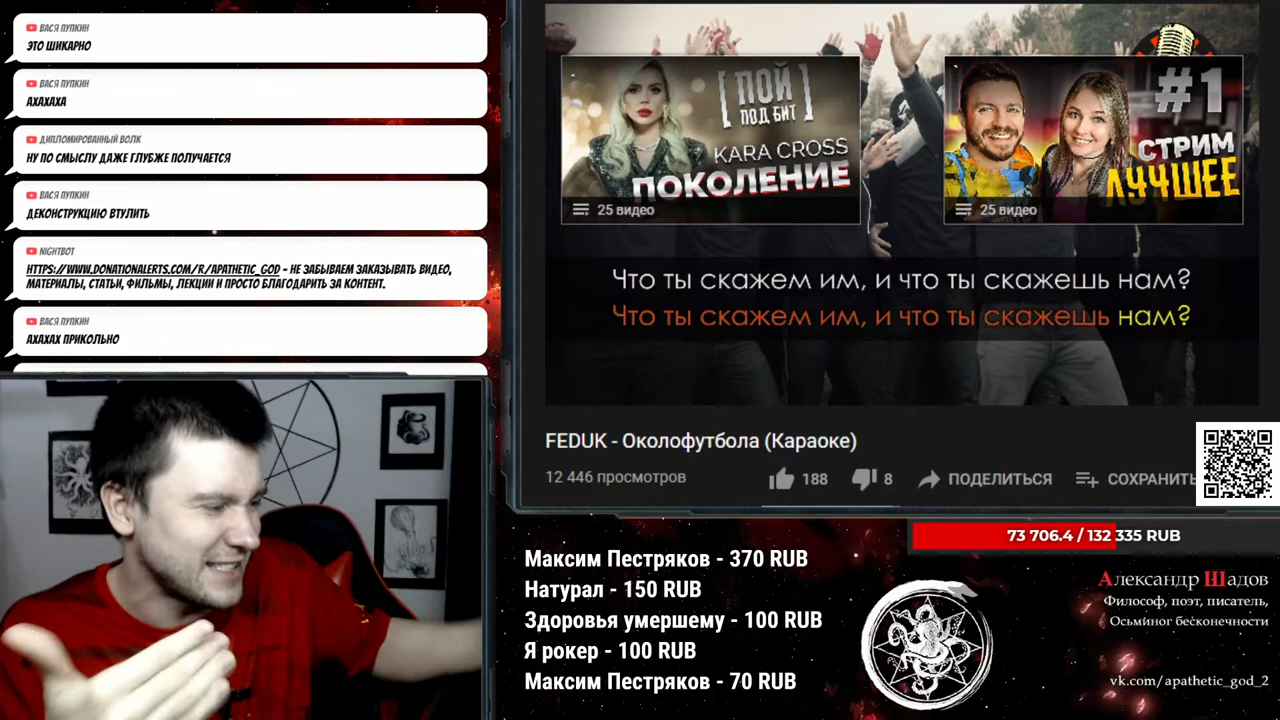 ВАСЯ ПУПКИН
ЭТО ШИКАРНО
ВАСЯ ПУПКИН
АХАХАХА
ДИПЛОМИРОВАННЫЙ ВОЛК
НУ ПО СМЫСЛУ ДАЖЕ ГЛУБЖЕ ПОЛУЧАЕТСЯ
ВАСЯ ПУПКИН
ДЕКОНСТРУКЦИЮ ВТУЛИТЬ
NIGHTBOT
HTTPS://WWW.DONATIONALERTS.COM/R/APATHETIC_GOD - НЕ ЗАБЫВАЕМ ЗАКАЗЫВАТЬ ВИДЕО,
МАТЕРИАЛЫ, СТАТЬИ, ФИЛЬМЫ, ЛЕКЦИИ И ПРОСТО БЛАГОДАРИТЬ ЗА КОНТЕНТ.
ВАСЯ ПУПКИН
АХАХАХ ПРИКОЛЬНО
[ПОЙ
ПОД БИТ]
KARA CROSS
ПОКОЛЕНИЕ
25 видео
#1
СТРИМ
ЛУЧШЕЕ
25 видео
Что ты скажем им, и что ты скажешь нам?
Что ты скажем им, и что ты скажешь нам?
FEDUK - Околофутбола (Караоке)
12 446 просмотров
188
8
ПОДЕЛИТЬСЯ
СОХРАНИТЬ
73 706.4 / 132 335 RUB
Максим Пестряков - 370 RUB
Натурал - 150 RUB
Здоровья умершему - 100 RUB
Я рокер - 100 RUB
Максим Пестряков - 70 RUB
Александр Шадов
Философ, поэт, писатель,
Осьминог бесконечности
vk.com/apathetic_god_2